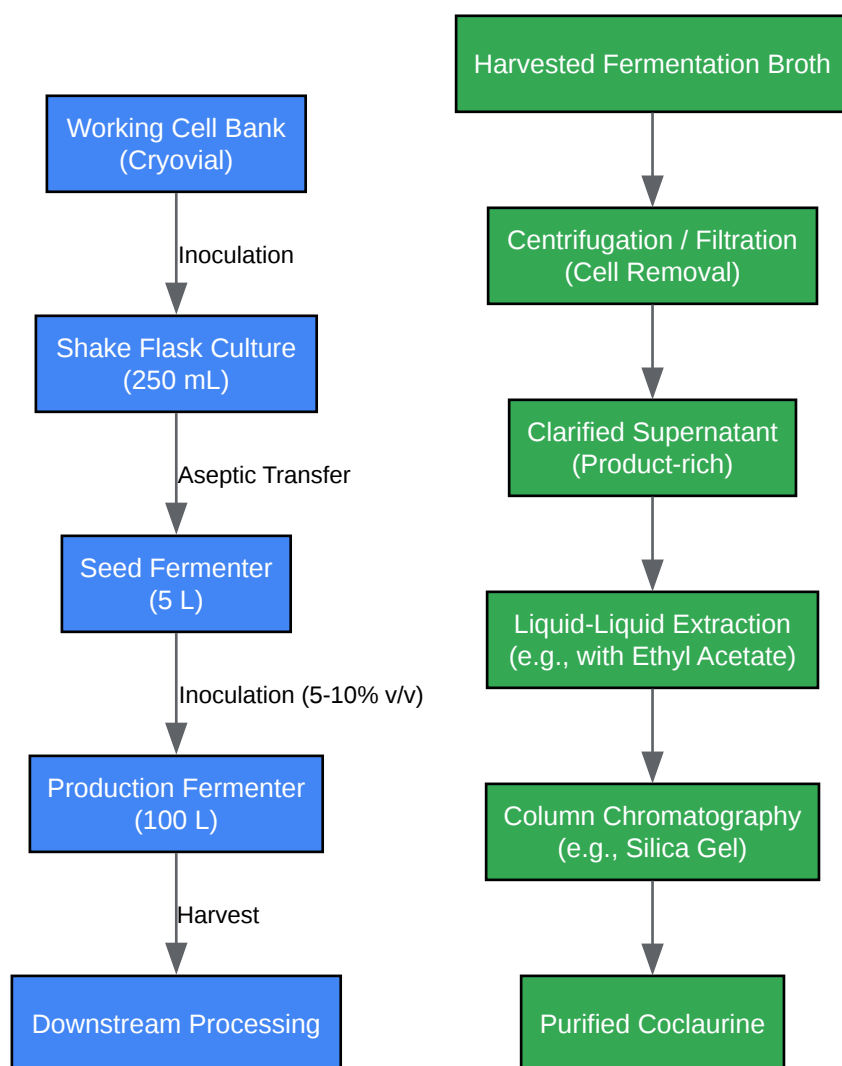 Working Cell Bank
(Cryovial)
Inoculation
Shake Flask Culture
(250 mL)
Aseptic Transfer
Seed Fermenter
(5 L)
Inoculation (5-10% v/v)
Production Fermenter
(100 L)
Harvest
Downstream Processing
Harvested Fermentation Broth
Centrifugation / Filtration
(Cell Removal)
Clarified Supernatant
(Product-rich)
Liquid-Liquid Extraction
(e.g., with Ethyl Acetate)
Column Chromatography
(e.g., Silica Gel)
Purified Coclaurine